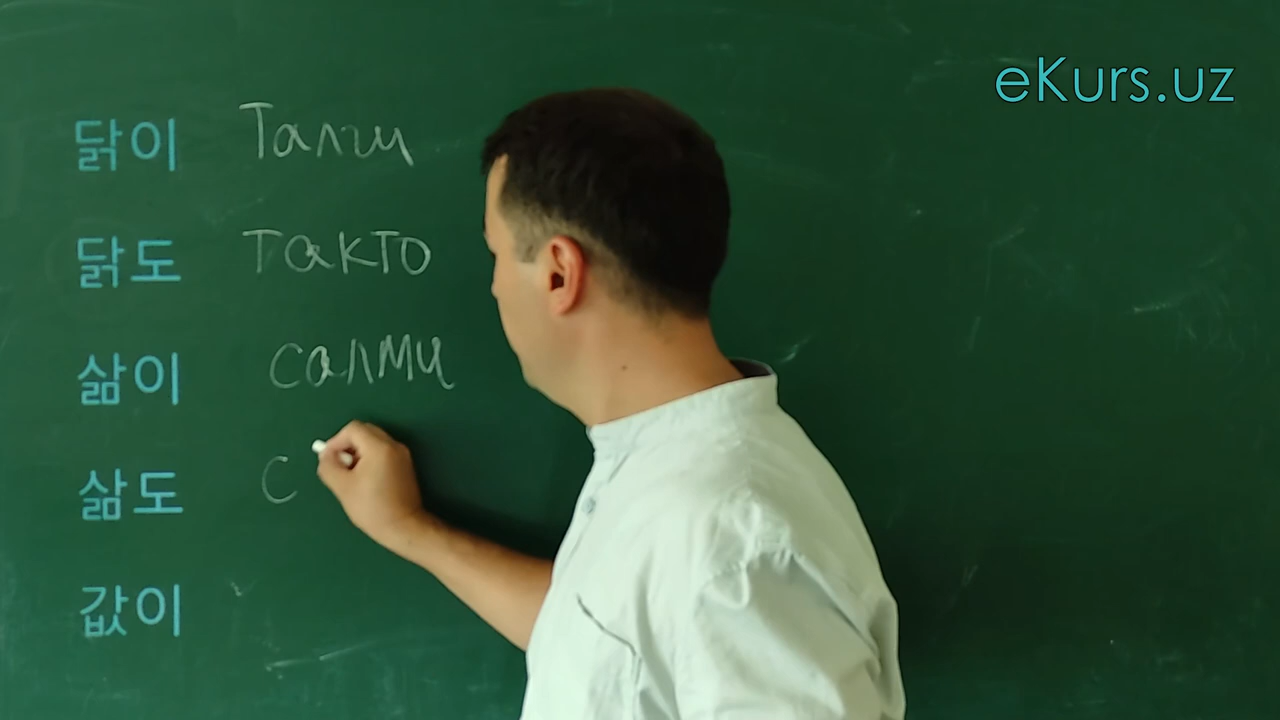 eKurs.uz
닭이 Талги
닭도 ТАКТО
삶이 салми
삶도 с
값이